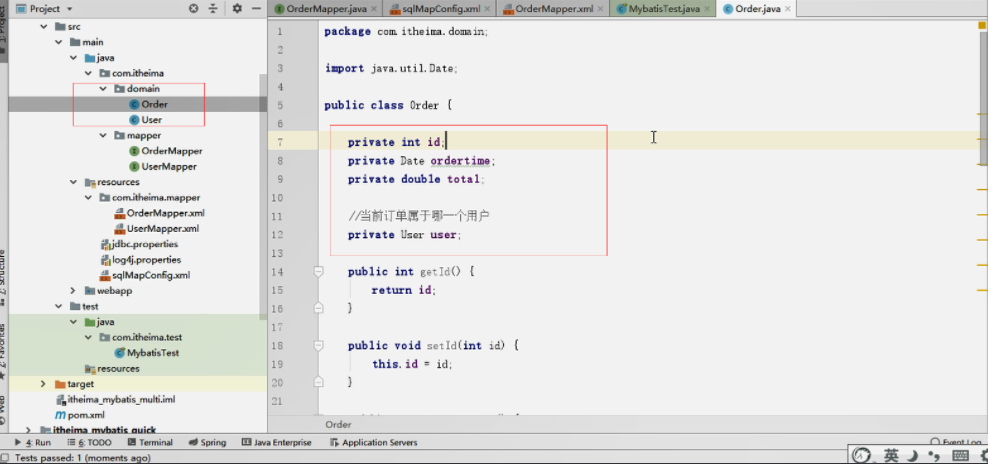 Project
OrderMapper.java
sqlMapConfig.xml
OrderMapper.xml
MybatisTest.java
Order.java
src
main
java
com.itheima
domain
Order
User
mapper
OrderMapper
UserMapper
resources
com.itheima.mapper
OrderMapper.xml
UserMapper.xml
jdbc.properties
log4j.properties
sqlMapConfig.xml
webapp
test
java
com.itheima.test
MybatisTest
resources
target
itheima_mybatis_multi.iml
pom.xml
itheima_mybatis_quick
1 package com.itheima.domain;
2
3 import java.util.Date;
4
5 public class Order {
6
7 private int id;
8 private Date ordertime;
9 private double total;
10
11 //当前订单属于哪一个用户
12 private User user;
13
14 public int getId() {
15 return id;
16 }
17
18 public void setId(int id) {
19 this.id = id;
20 }
21
Order
Favorites
Web
4: Run
6: TODO
Terminal
Spring
Java Enterprise
Application Servers
Event Log
Tests passed: 1 (moments ago)
英